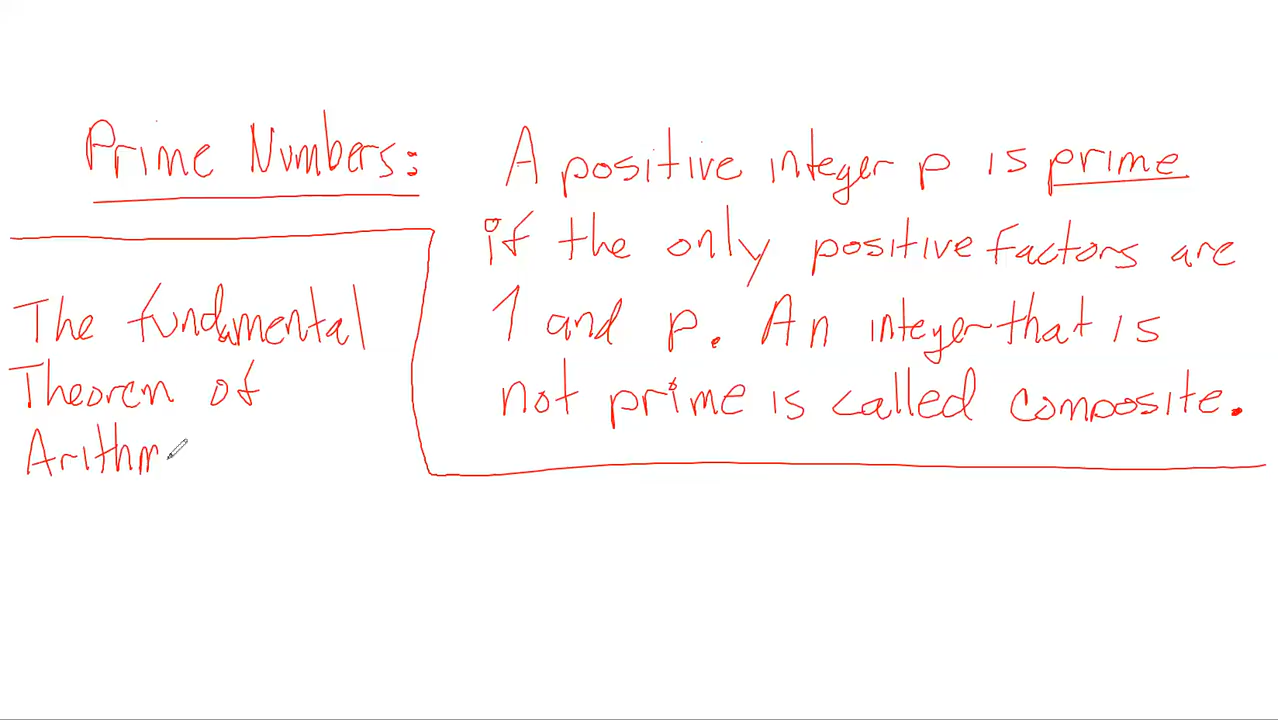 Prime Numbers:
A positive integer p is prime
if the only positive factors are
1 and p. An integer that is
not prime is called composite.
The fundamental
Theorem of
Arithm